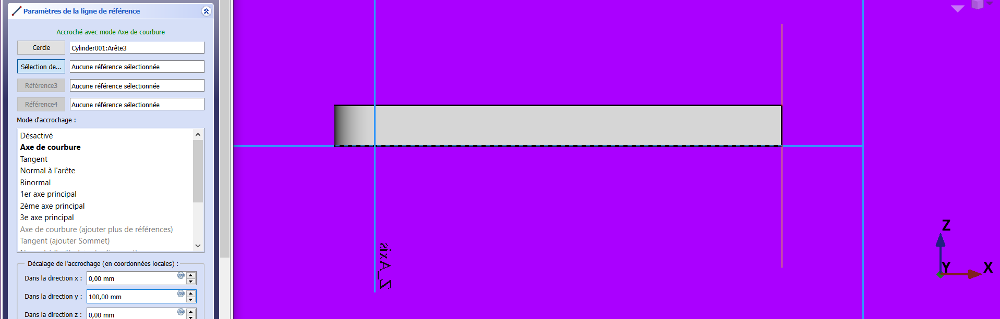 Paramètres de la ligne de référence
Accroché avec mode Axe de courbure
Cercle
Cylinder001:Arête3
Sélection de...
Aucune référence sélectionnée
Référence3
Aucune référence sélectionnée
Référence4
Aucune référence sélectionnée
Mode d'accrochage :
Désactivé
Axe de courbure
Tangent
Normal à l'arête
Binormal
1er axe principal
2ème axe principal
3e axe principal
Axe de courbure (ajouter plus de références)
Tangent (ajouter Sommet)
Décalage de l'accrochage (en coordonnées locales) :
Dans la direction x :
0,00 mm
Dans la direction y :
100,00 mm
Dans la direction z :
0,00 mm
Z_Axis
Z
Y
X